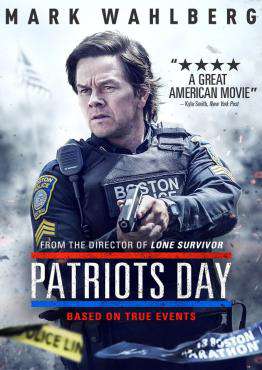 MARK WAHLBERG
"★★★★
A GREAT
AMERICAN MOVIE"
– Kyle Smith, New York Post
BOSTON
POLICE
BOSTON
FROM THE DIRECTOR OF LONE SURVIVOR
PATRIOTS DAY
BASED ON TRUE EVENTS
POLICE LIN
BOSTON
MARATHON